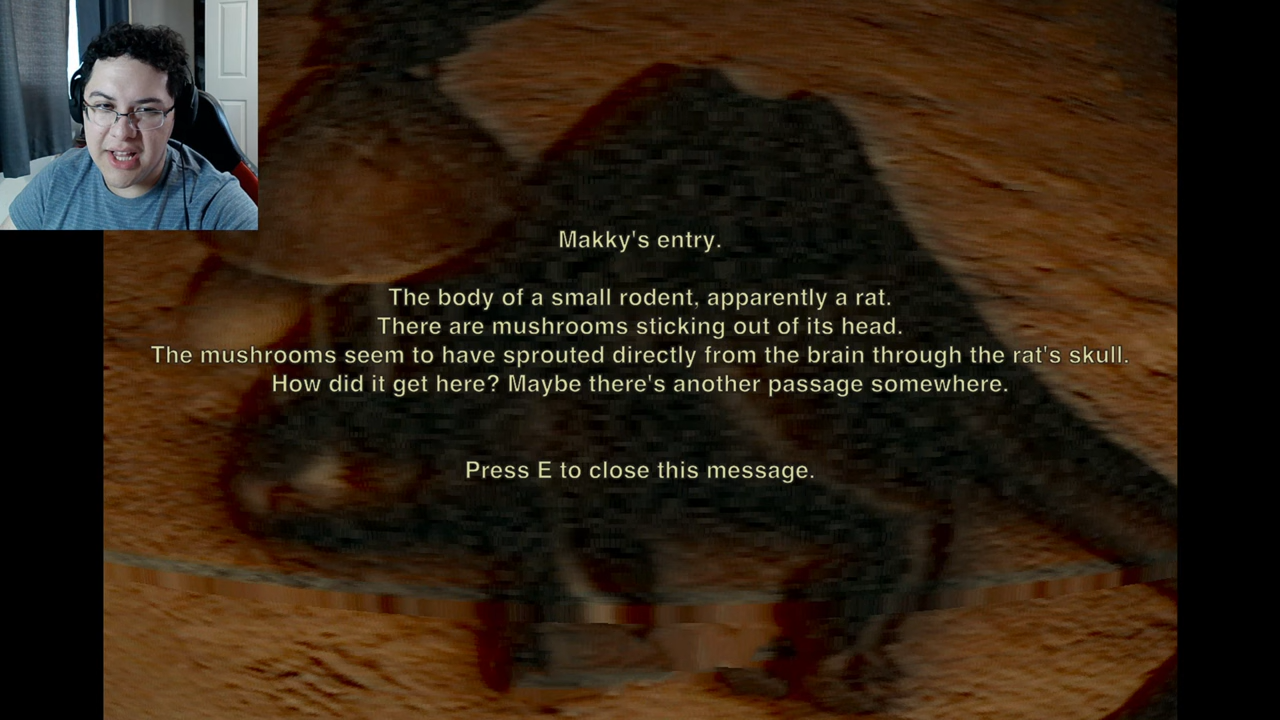 Makky's entry.
The body of a small rodent, apparently a rat.
There are mushrooms sticking out of its head.
The mushrooms seem to have sprouted directly from the brain through the rat's skull.
How did it get here? Maybe there's another passage somewhere.
Press E to close this message.